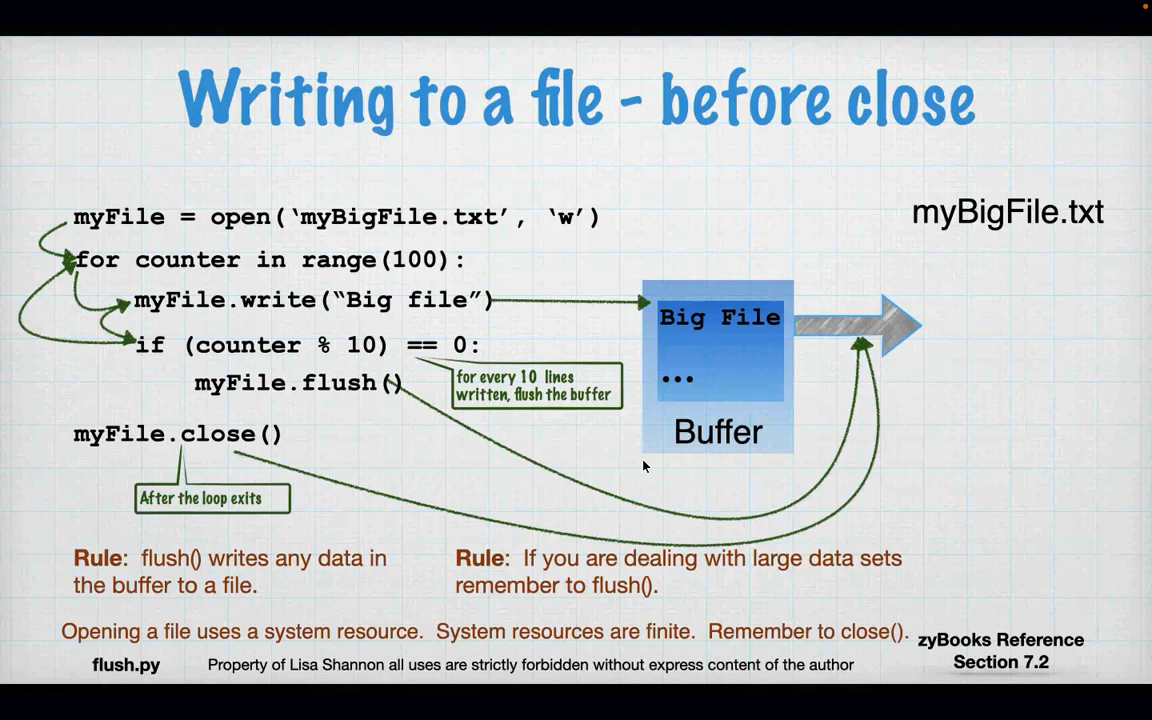 Writing to a file - before close
myFile = open(‘myBigFile.txt’, ‘w’)
myBigFile.txt
for counter in range(100):
myFile.write(“Big file”)
Big File
if (counter % 10) == 0:
myFile.flush()
for every 10 lines
written, flush the buffer
...
Buffer
myFile.close()
After the loop exits
Rule: flush() writes any data in
the buffer to a file.
Rule: If you are dealing with large data sets
remember to flush().
Opening a file uses a system resource. System resources are finite. Remember to close().
zyBooks Reference
Section 7.2
flush.py
Property of Lisa Shannon all uses are strictly forbidden without express content of the author